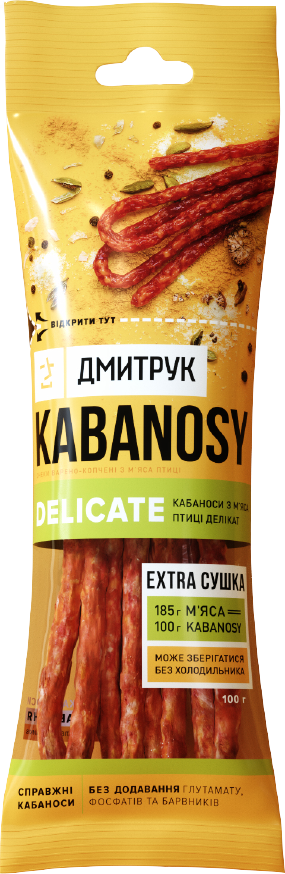 ВІДКРИТИ ТУТ
ДМИТРУК
KABANOSY
DELICATE
КАБАНОСИ З М'ЯСА
ПТИЦІ ДЕЛІКАТ
EXTRA СУШКА
185 г М'ЯСА =
100 г KABANOSY
МОЖЕ ЗБЕРІГАТИСЯ
БЕЗ ХОЛОДИЛЬНИКА
100 г
СПРАВЖНІ
КАБАНОСИ
БЕЗ ДОДАВАННЯ ГЛУТАМАТУ,
ФОСФАТІВ ТА БАРВНИКІВ